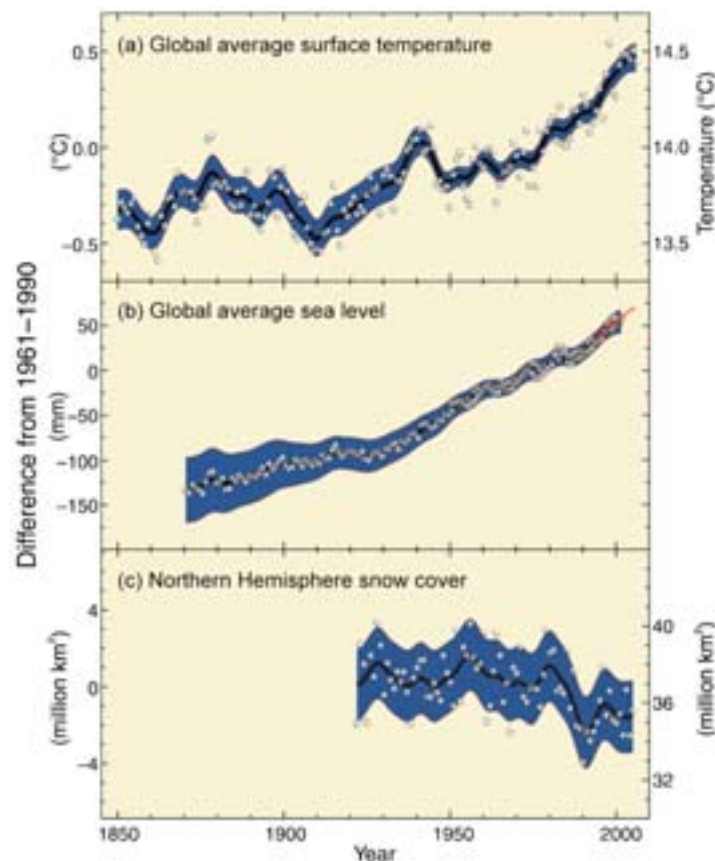 (a) Global average surface temperature
0.5
0.0
−0.5
(°C)
14.5
14.0
13.5
Temperature (°C)
(b) Global average sea level
50
0
−50
−100
−150
(mm)
Difference from 1961–1990
(c) Northern Hemisphere snow cover
4
0
−4
(million km²)
40
36
32
(million km²)
1850
1900
1950
2000
Year